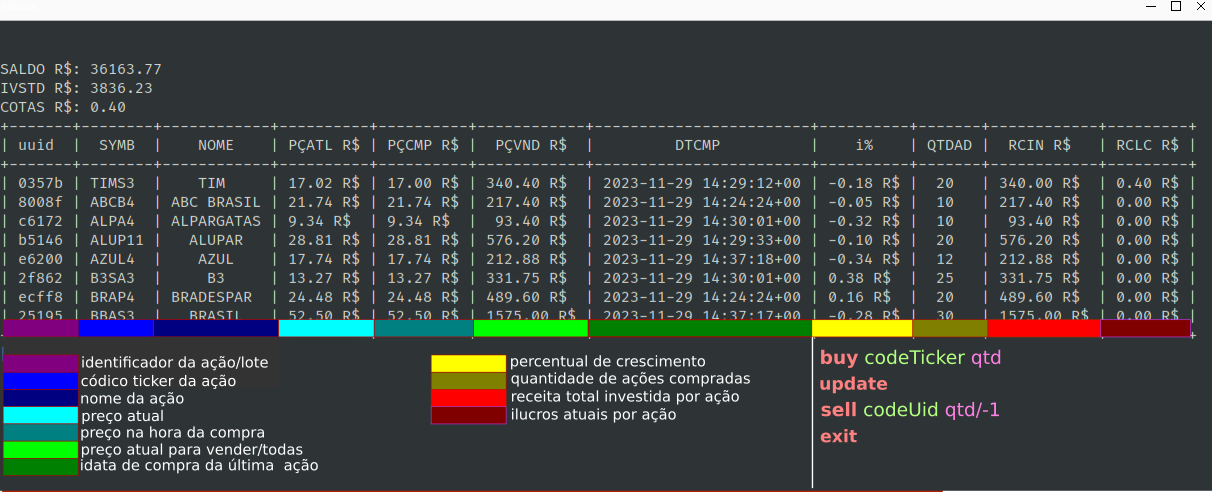 SALDO R$: 36163.77
IVSTD R$: 3836.23
COTAS R$: 0.40
| uuid | SYMB | NOME | PÇATL R$ | PÇCMP R$ | PÇVND R$ | DTCMP | i% | QTDAD | RCIN R$ | RCLC R$ |
| 0357b | TIMS3 | TIM | 17.02 R$ | 17.00 R$ | 340.40 R$ | 2023-11-29 14:29:12+00 | -0.18 R$ | 20 | 340.00 R$ | 0.40 R$ |
| 8008f | ABCB4 | ABC BRASIL | 21.74 R$ | 21.74 R$ | 217.40 R$ | 2023-11-29 14:24:24+00 | -0.05 R$ | 10 | 217.40 R$ | 0.00 R$ |
| c6172 | ALPA4 | ALPARGATAS | 9.34 R$ | 9.34 R$ | 93.40 R$ | 2023-11-29 14:30:01+00 | -0.32 R$ | 10 | 93.40 R$ | 0.00 R$ |
| b5146 | ALUP11 | ALUPAR | 28.81 R$ | 28.81 R$ | 576.20 R$ | 2023-11-29 14:29:33+00 | -0.10 R$ | 20 | 576.20 R$ | 0.00 R$ |
| e6200 | AZUL4 | AZUL | 17.74 R$ | 17.74 R$ | 212.88 R$ | 2023-11-29 14:37:18+00 | -0.34 R$ | 12 | 212.88 R$ | 0.00 R$ |
| 2f862 | B3SA3 | B3 | 13.27 R$ | 13.27 R$ | 331.75 R$ | 2023-11-29 14:30:01+00 | 0.38 R$ | 25 | 331.75 R$ | 0.00 R$ |
| ecff8 | BRAP4 | BRADESPAR | 24.48 R$ | 24.48 R$ | 489.60 R$ | 2023-11-29 14:24:24+00 | 0.16 R$ | 20 | 489.60 R$ | 0.00 R$ |
| 25195 | BBAS3 | BRASIL | 52.50 R$ | 52.50 R$ | 1575.00 R$ | 2023-11-29 14:37:17+00 | -0.28 R$ | 30 | 1575.00 R$ | 0.00 R$ |
identificador da ação/lote
códico ticker da ação
nome da ação
preço atual
preço na hora da compra
preço atual para vender/todas
idata de compra da última ação
percentual de crescimento
quantidade de ações compradas
receita total investida por ação
ilucros atuais por ação
buy codeTicker qtd
update
sell codeUid qtd/-1
exit